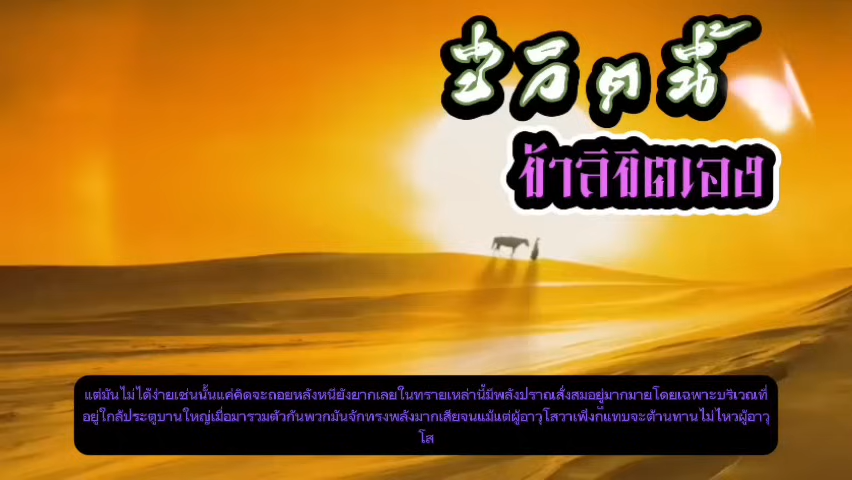 ชีวิตนี้
ข้าลิขิตเอง
แต่มันไม่ได้ง่ายเช่นนั้นแค่คิดจะถอยหลังหนียังยากเลยในทรายเหล่านี้มีพลังปราณสั่งสมอยู่มากมายโดยเฉพาะบริเวณที่
อยู่ใกล้ประตูบานใหญ่เมื่อมารวมตัวกันพวกมันจักทรงพลังมากเสียจนแม้แต่ผู้อาวุโสวาเฟิงก็แทบจะต้านทานไม่ไหวผู้อาวุ
โส